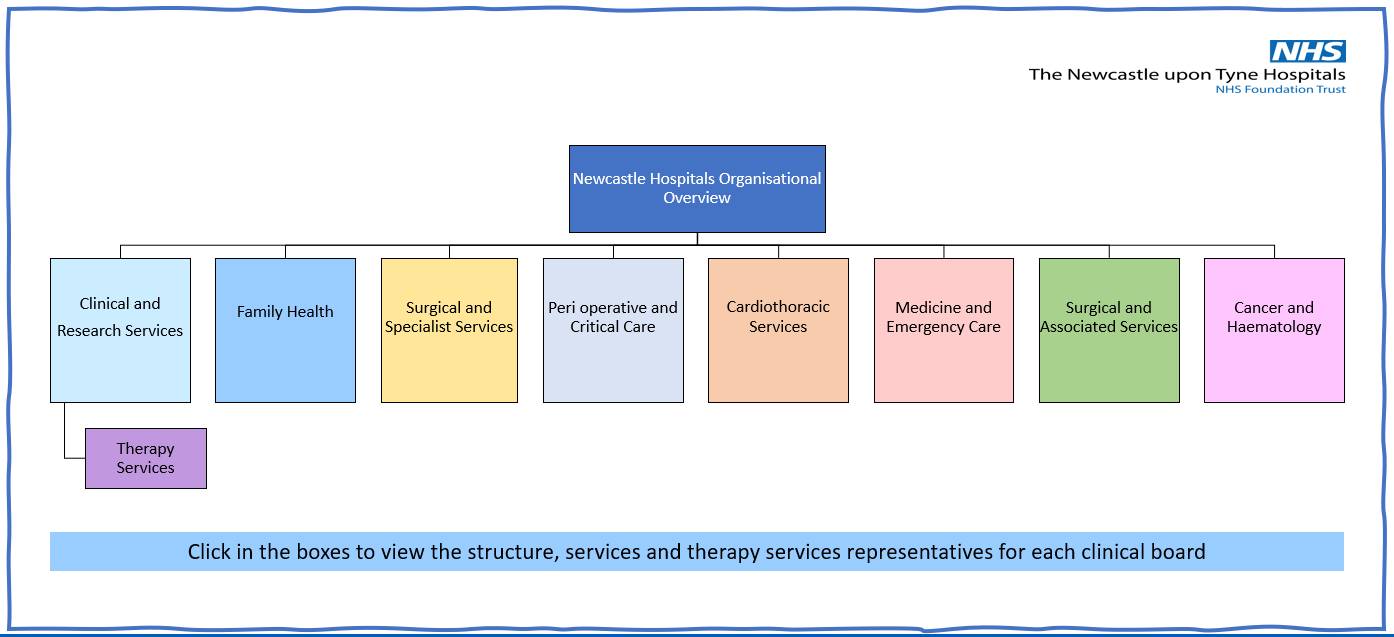 NHS
The Newcastle upon Tyne Hospitals
NHS Foundation Trust
Newcastle Hospitals Organisational
Overview
Clinical and
Research Services
Family Health
Surgical and
Specialist Services
Peri operative and
Critical Care
Cardiothoracic
Services
Medicine and
Emergency Care
Surgical and
Associated Services
Cancer and
Haematology
Therapy
Services
Click in the boxes to view the structure, services and therapy services representatives for each clinical board